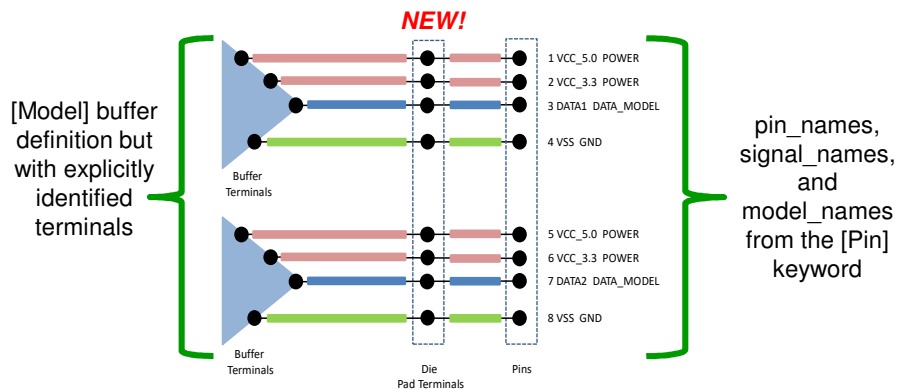 NEW!
[Model] buffer
definition but
with explicitly
identified
terminals
1 VCC_5.0 POWER
2 VCC_3.3 POWER
3 DATA1 DATA_MODEL
4 VSS GND
Buffer
Terminals
5 VCC_5.0 POWER
6 VCC_3.3 POWER
7 DATA2 DATA_MODEL
8 VSS GND
Buffer
Terminals
Die
Pad Terminals
Pins
pin_names,
signal_names,
and
model_names
from the [Pin]
keyword